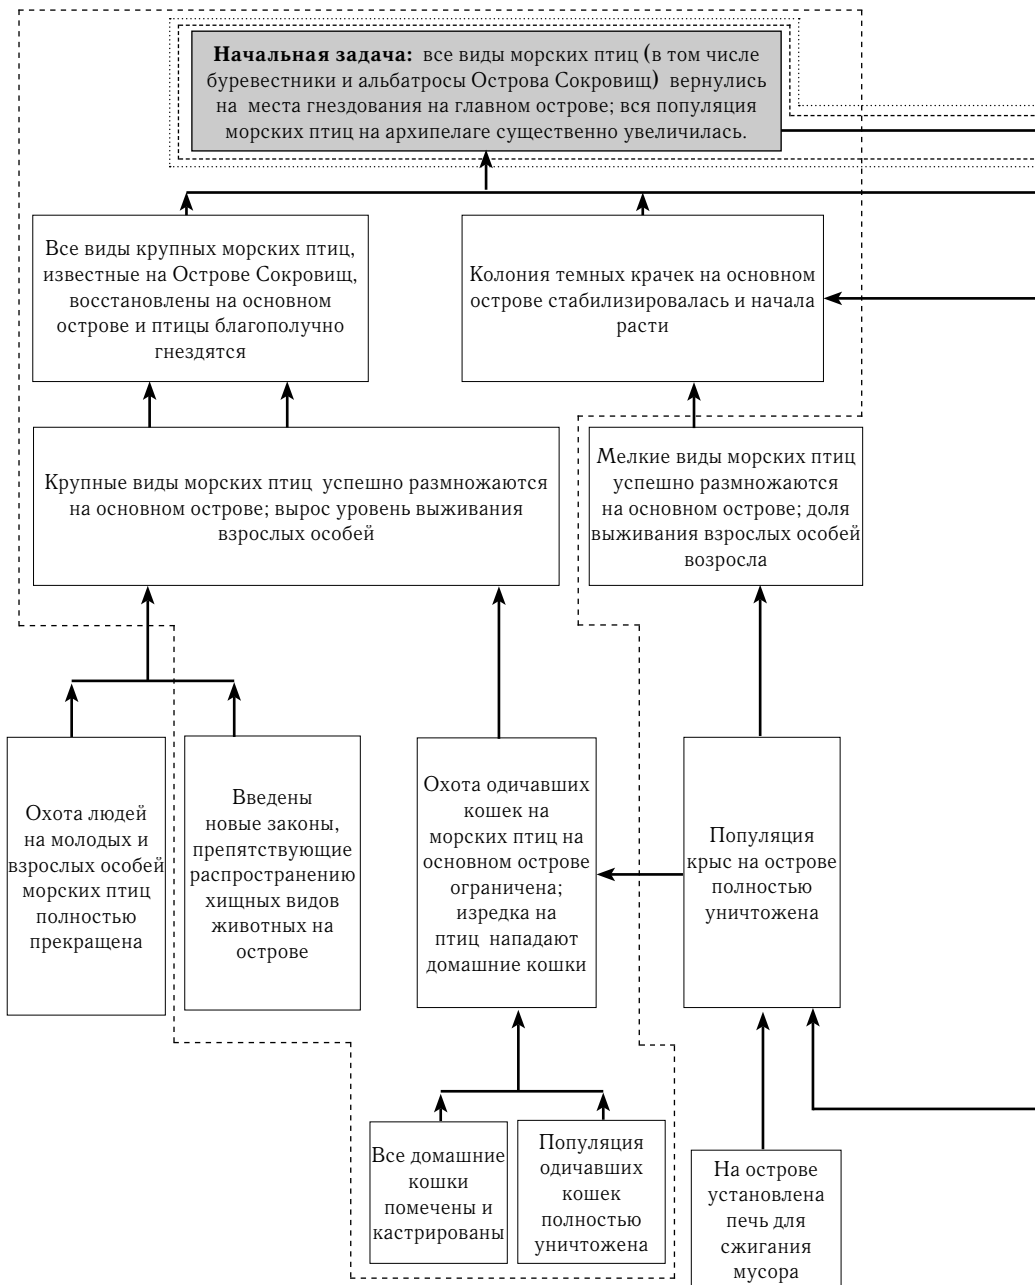 Начальная задача: все виды морских птиц (в том числе
буревестники и альбатросы Острова Сокровищ) вернулись
на места гнездования на главном острове; вся популяция
морских птиц на архипелаге существенно увеличилась.
Все виды крупных морских птиц,
известные на Острове Сокровищ,
восстановлены на основном
острове и птицы благополучно
гнездятся
Колония темных крачек на основном
острове стабилизировалась и начала
расти
Крупные виды морских птиц успешно размножаются
на основном острове; вырос уровень выживания
взрослых особей
Мелкие виды морских птиц
успешно размножаются
на основном острове; доля
выживания взрослых особей
возросла
Охота людей
на молодых и
взрослых особей
морских птиц
полностью
прекращена
Введены
новые законы,
препятствующие
распространению
хищных видов
животных на
острове
Охота одичавших
кошек на
морских птиц на
основном острове
ограничена;
изредка на
птиц нападают
домашние кошки
Популяция
крыс на острове
полностью
уничтожена
Все домашние
кошки
помечены и
кастрированы
Популяция
одичавших
кошек
полностью
уничтожена
На острове
установлена
печь для
сжигания
мусора